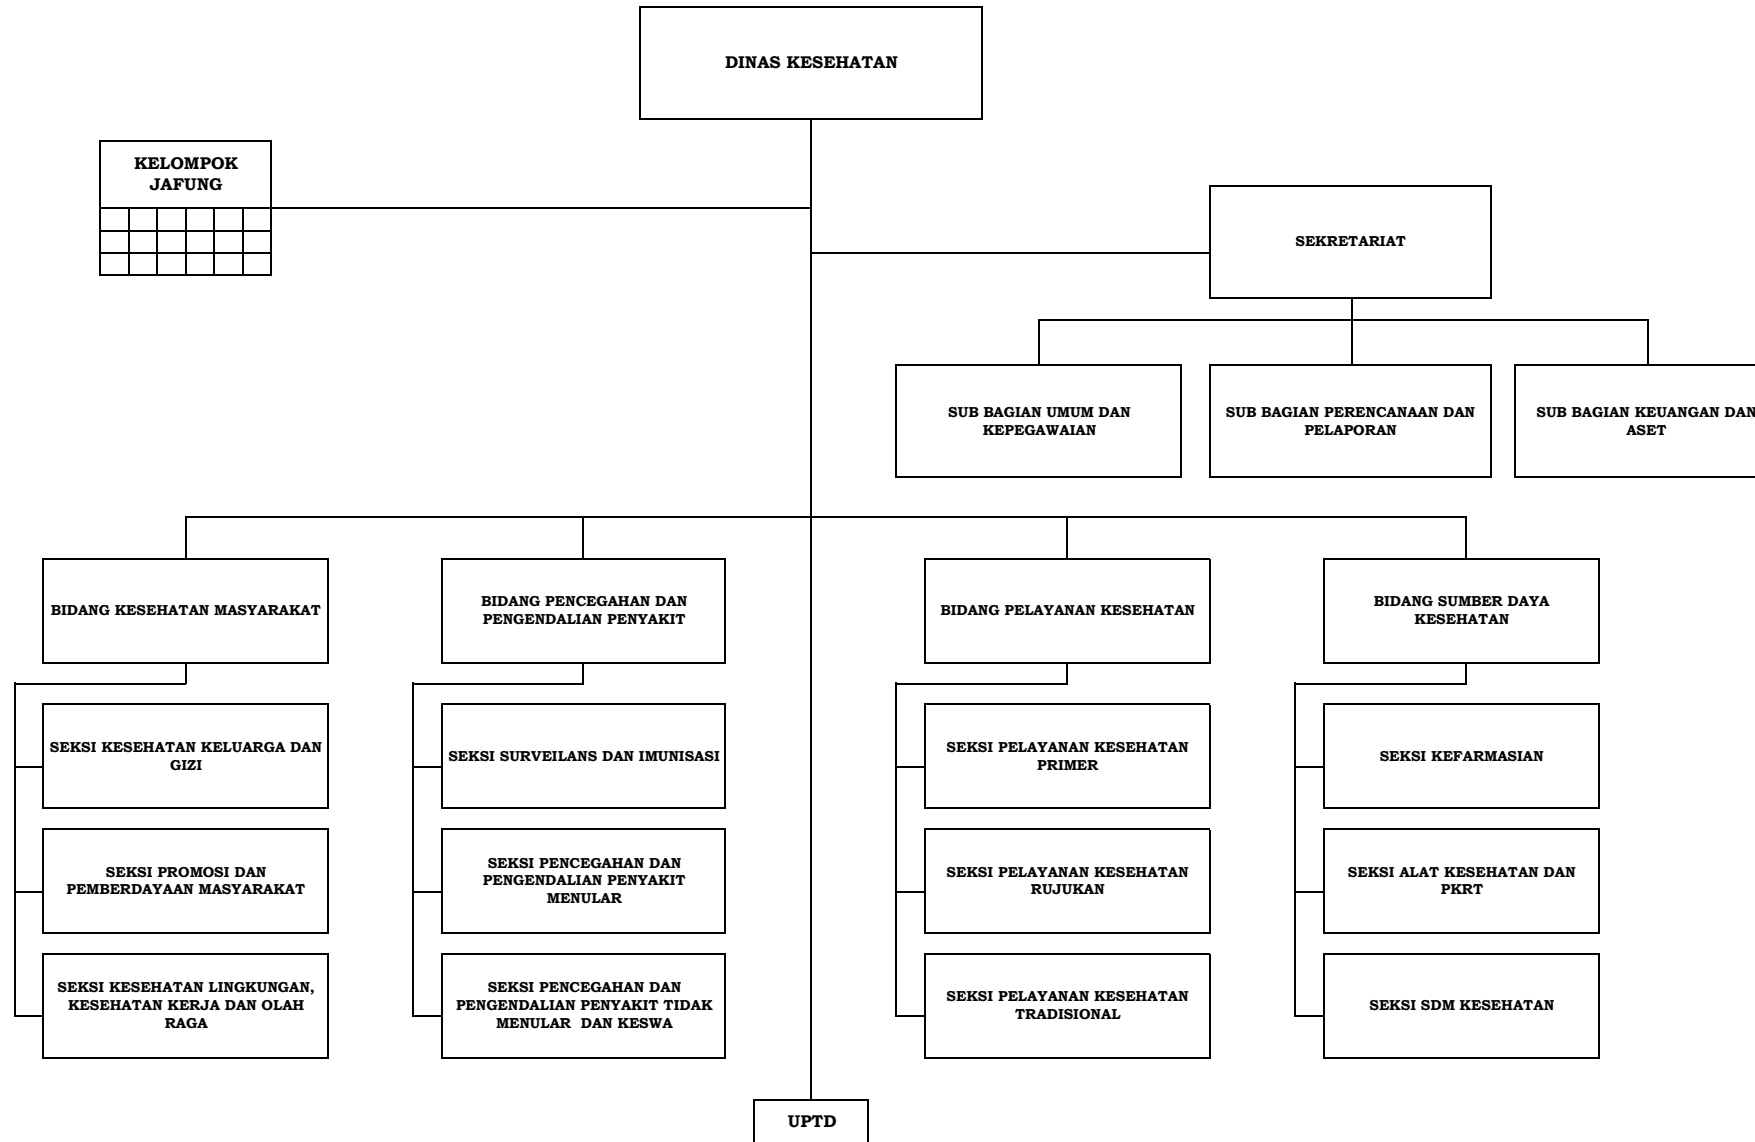 DINAS KESEHATAN
KELOMPOK
JAFUNG
SEKRETARIAT
SUB BAGIAN UMUM DAN
KEPEGAWAIAN
SUB BAGIAN PERENCANAAN DAN
PELAPORAN
SUB BAGIAN KEUANGAN DAN
ASET
BIDANG KESEHATAN MASYARAKAT
BIDANG PENCEGAHAN DAN
PENGENDALIAN PENYAKIT
BIDANG PELAYANAN KESEHATAN
BIDANG SUMBER DAYA
KESEHATAN
SEKSI KESEHATAN KELUARGA DAN
GIZI
SEKSI SURVEILANS DAN IMUNISASI
SEKSI PELAYANAN KESEHATAN
PRIMER
SEKSI KEFARMASIAN
SEKSI PROMOSI DAN
PEMBERDAYAAN MASYARAKAT
SEKSI PENCEGAHAN DAN
PENGENDALIAN PENYAKIT
MENULAR
SEKSI PELAYANAN KESEHATAN
RUJUKAN
SEKSI ALAT KESEHATAN DAN
PKRT
SEKSI KESEHATAN LINGKUNGAN,
KESEHATAN KERJA DAN OLAH
RAGA
SEKSI PENCEGAHAN DAN
PENGENDALIAN PENYAKIT TIDAK
MENULAR DAN KESWA
SEKSI PELAYANAN KESEHATAN
TRADISIONAL
SEKSI SDM KESEHATAN
UPTD